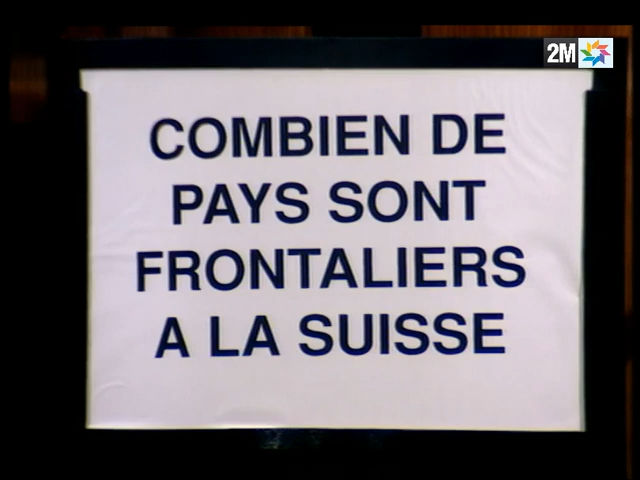 2M
COMBIEN DE
PAYS SONT
FRONTALIERS
A LA SUISSE